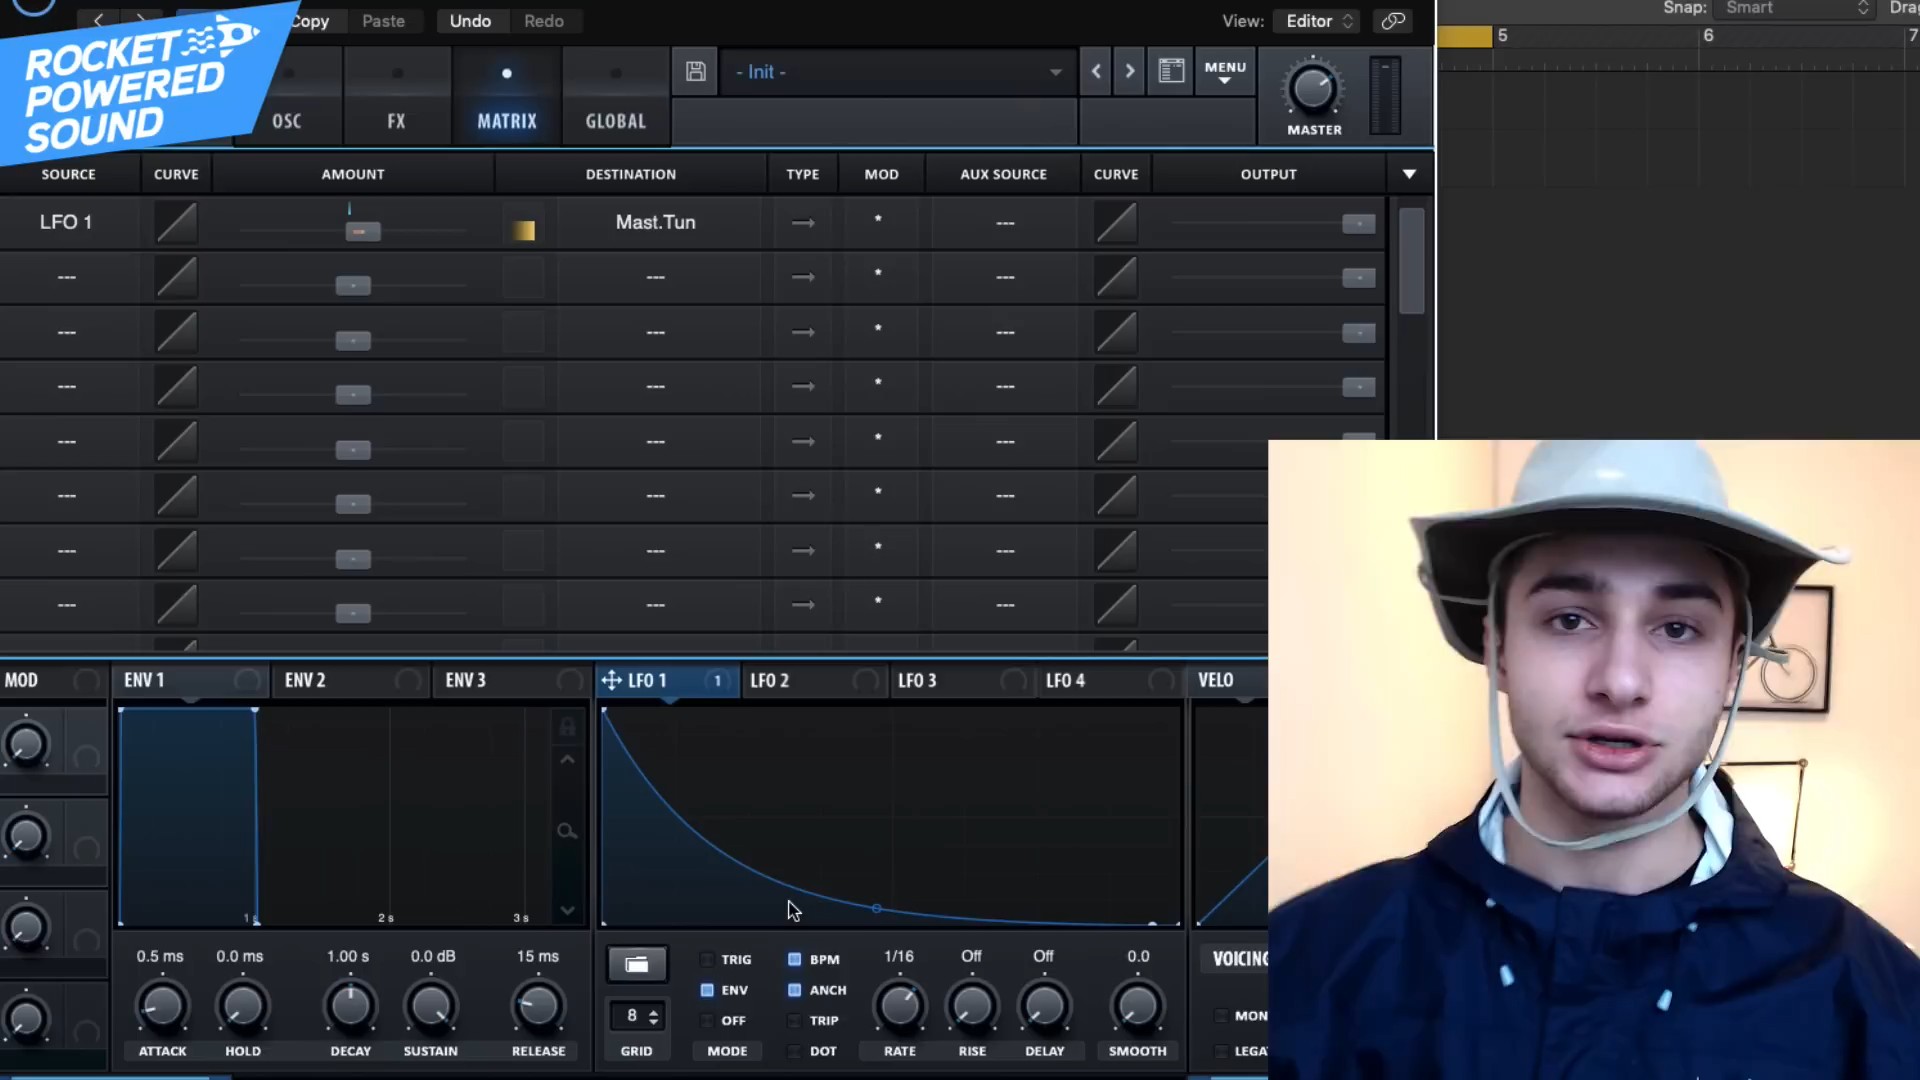 Copy
Paste
Undo
Redo
View:
Editor
Snap:
Smart
5
6
7
ROCKET
POWERED
SOUND
OSC
FX
MATRIX
GLOBAL
- Init -
MENU
MASTER
SOURCE
CURVE
AMOUNT
DESTINATION
TYPE
MOD
AUX SOURCE
CURVE
OUTPUT
LFO 1
Mast.Tun
*
---
---
---
*
---
---
---
*
---
---
---
*
---
---
---
*
---
---
---
*
---
---
---
*
---
---
---
*
---
MOD
ENV 1
ENV 2
ENV 3
LFO 1
1
LFO 2
LFO 3
LFO 4
VELO
1 s
2 s
3 s
0.5 ms
0.0 ms
1.00 s
0.0 dB
15 ms
ATTACK
HOLD
DECAY
SUSTAIN
RELEASE
8
GRID
TRIG
ENV
OFF
MODE
BPM
ANCH
TRIP
DOT
1/16
Off
Off
0.0
RATE
RISE
DELAY
SMOOTH
VOICING